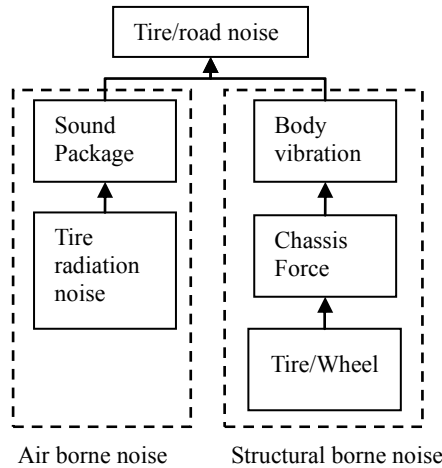 Tire/road noise
Sound
Package
Body
vibration
Tire
radiation
noise
Chassis
Force
Tire/Wheel
Air borne noise
Structural borne noise